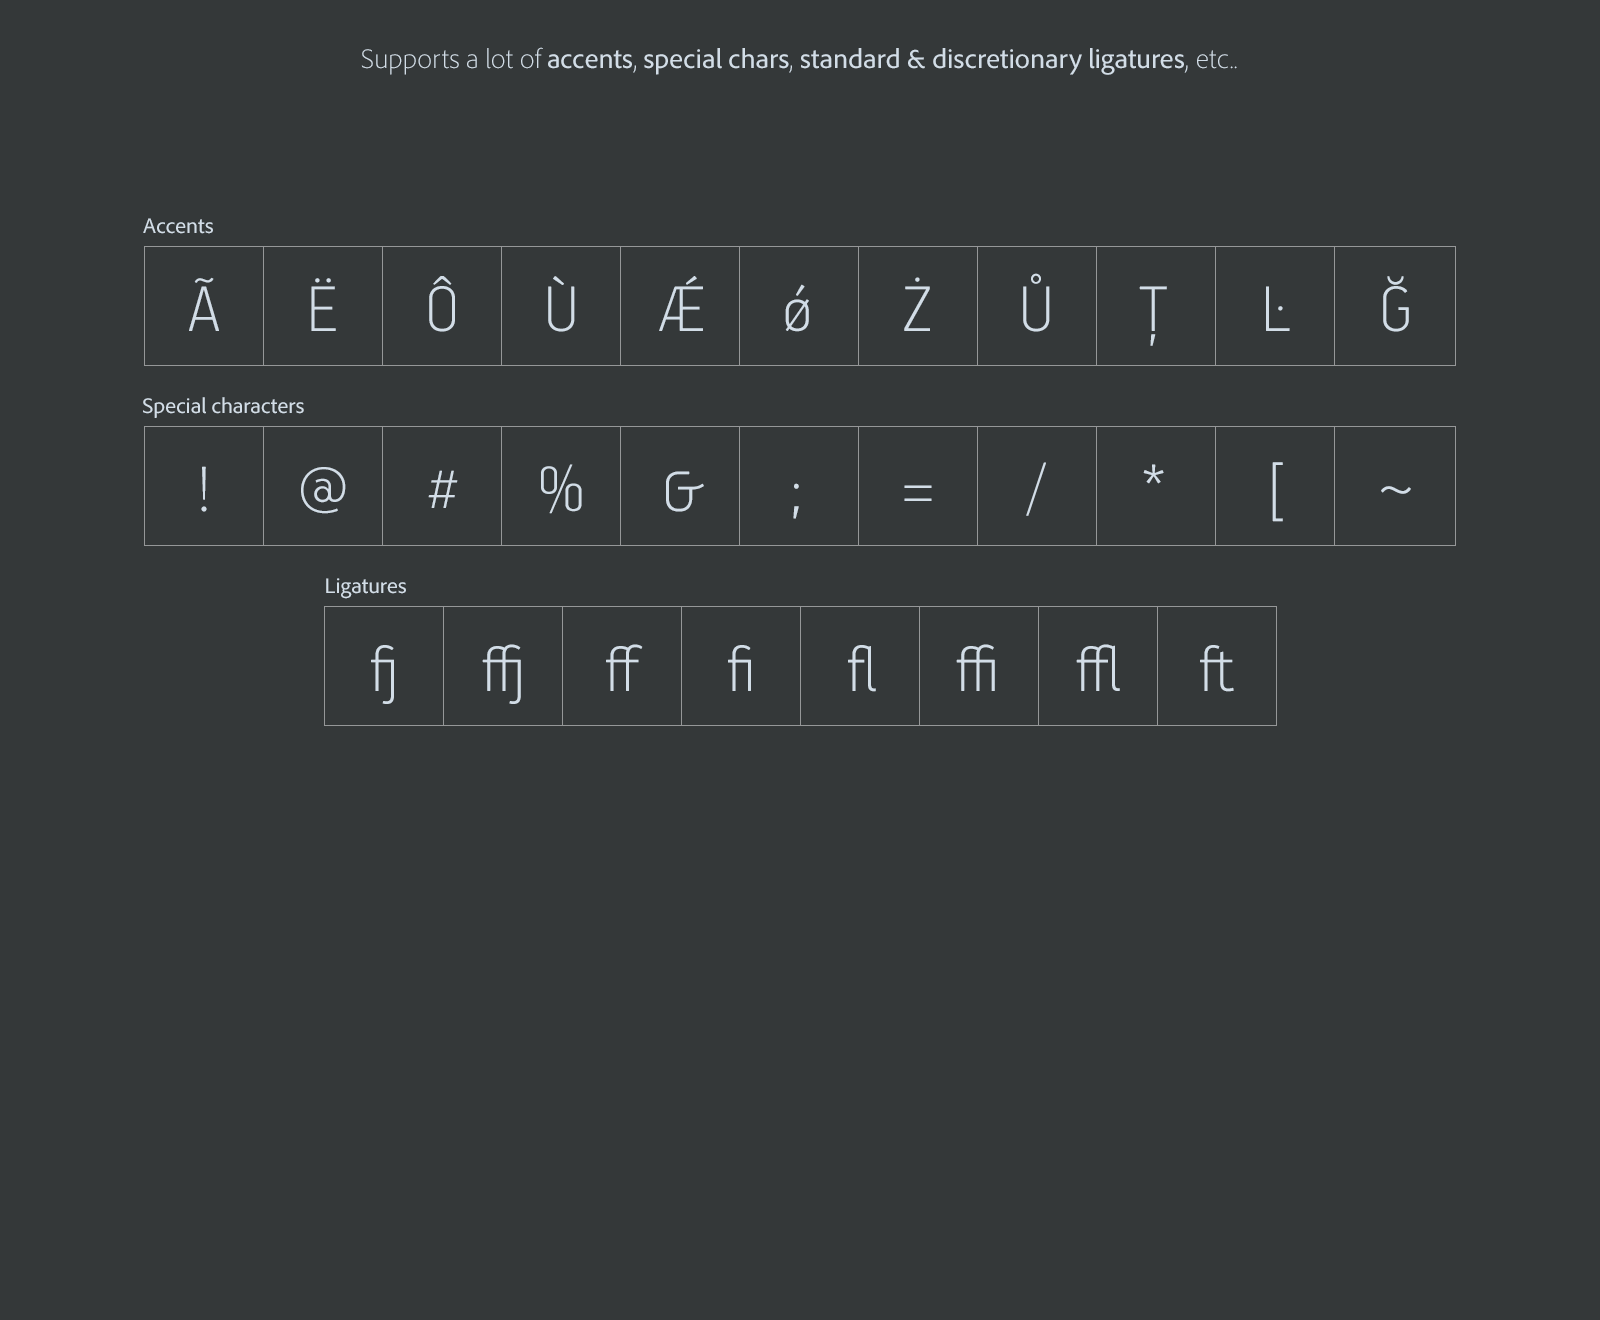 Supports a lot of accents, special chars, standard & discretionary ligatures, etc..
Accents
Ã Ë Ô Ù Ǽ ǿ Ż Ů Ț Ŀ Ğ
Special characters
! @ # % & ; = / * [ ~
Ligatures
fj ffj ff fi fl ffi ffl ft